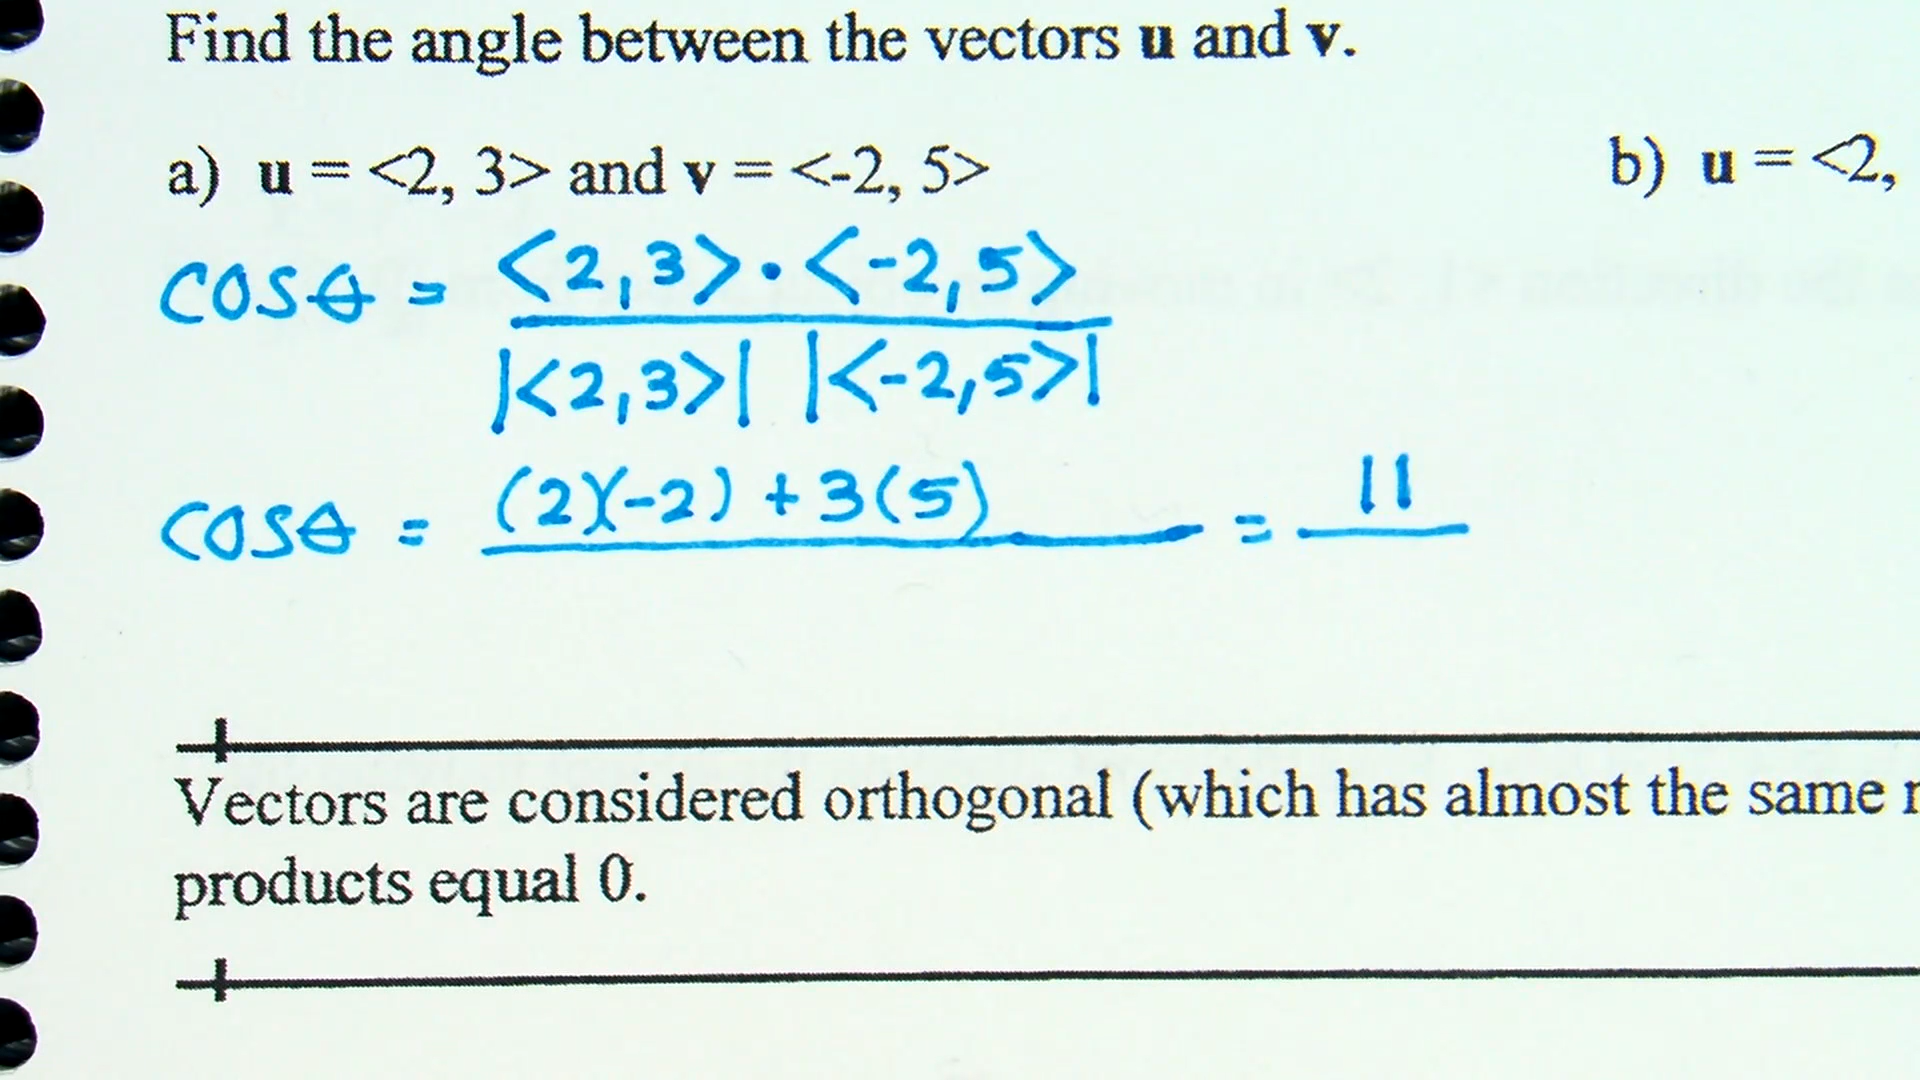 Find the angle between the vectors u and v.
a) u = <2, 3> and v = <-2, 5>
b) u = <2,
cosθ = <2,3>·<-2,5>
|<2,3>| |<-2,5>|
cosθ = (2)(-2) + 3(5) = 11
Vectors are considered orthogonal (which has almost the same
products equal 0.